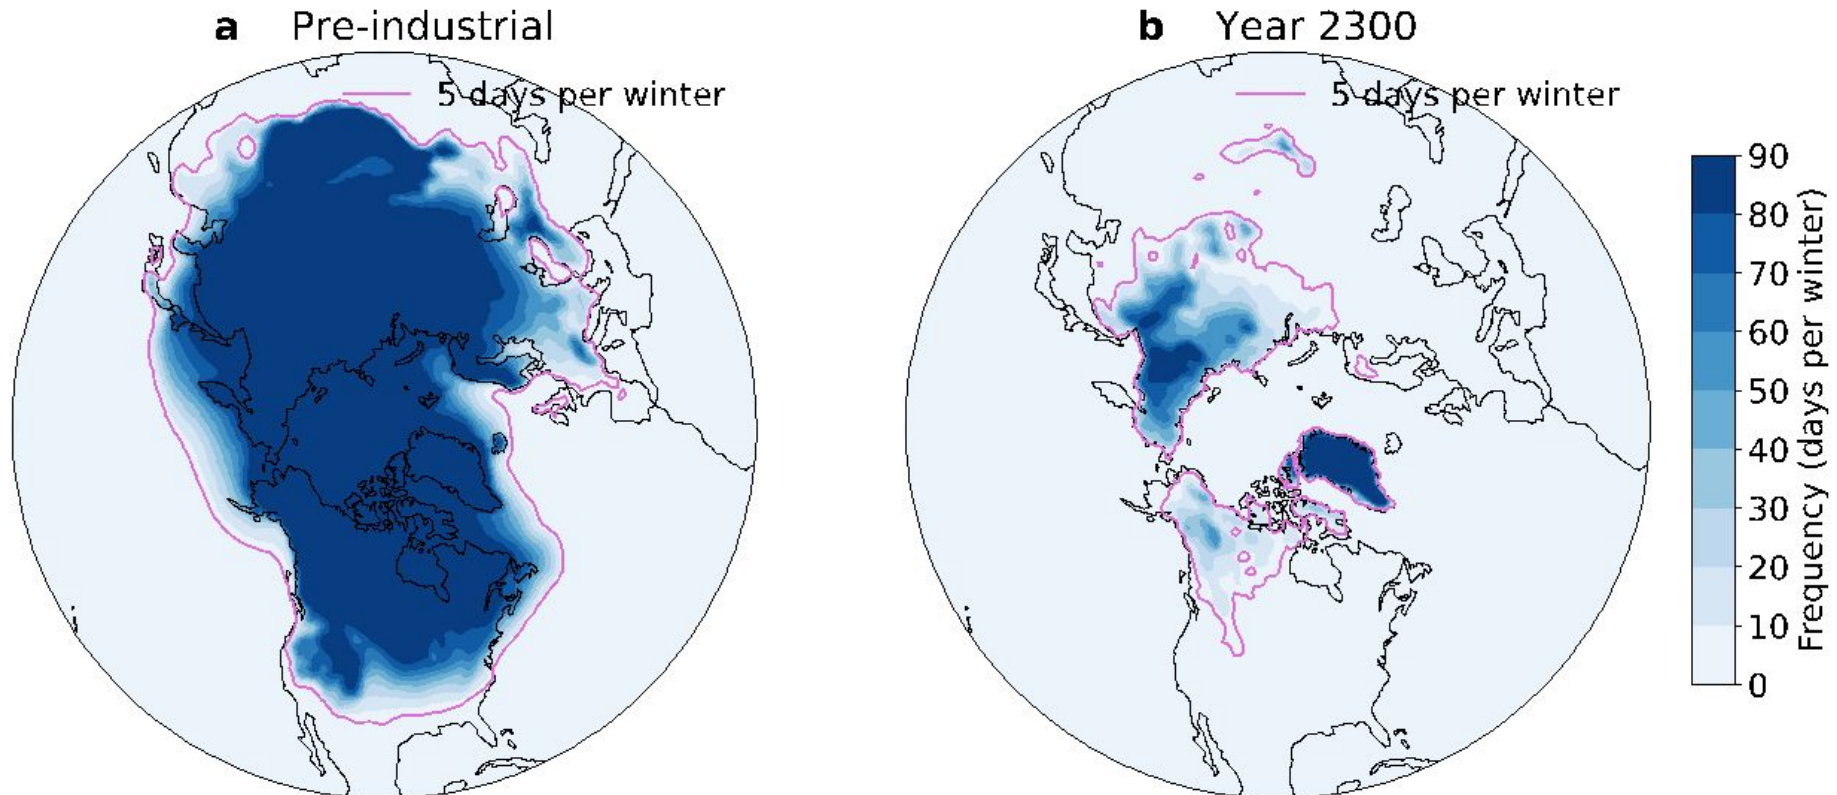 a Pre-industrial
5 days per winter
b Year 2300
5 days per winter
90
80
70
60
50
40
30
20
10
0
Frequency (days per winter)